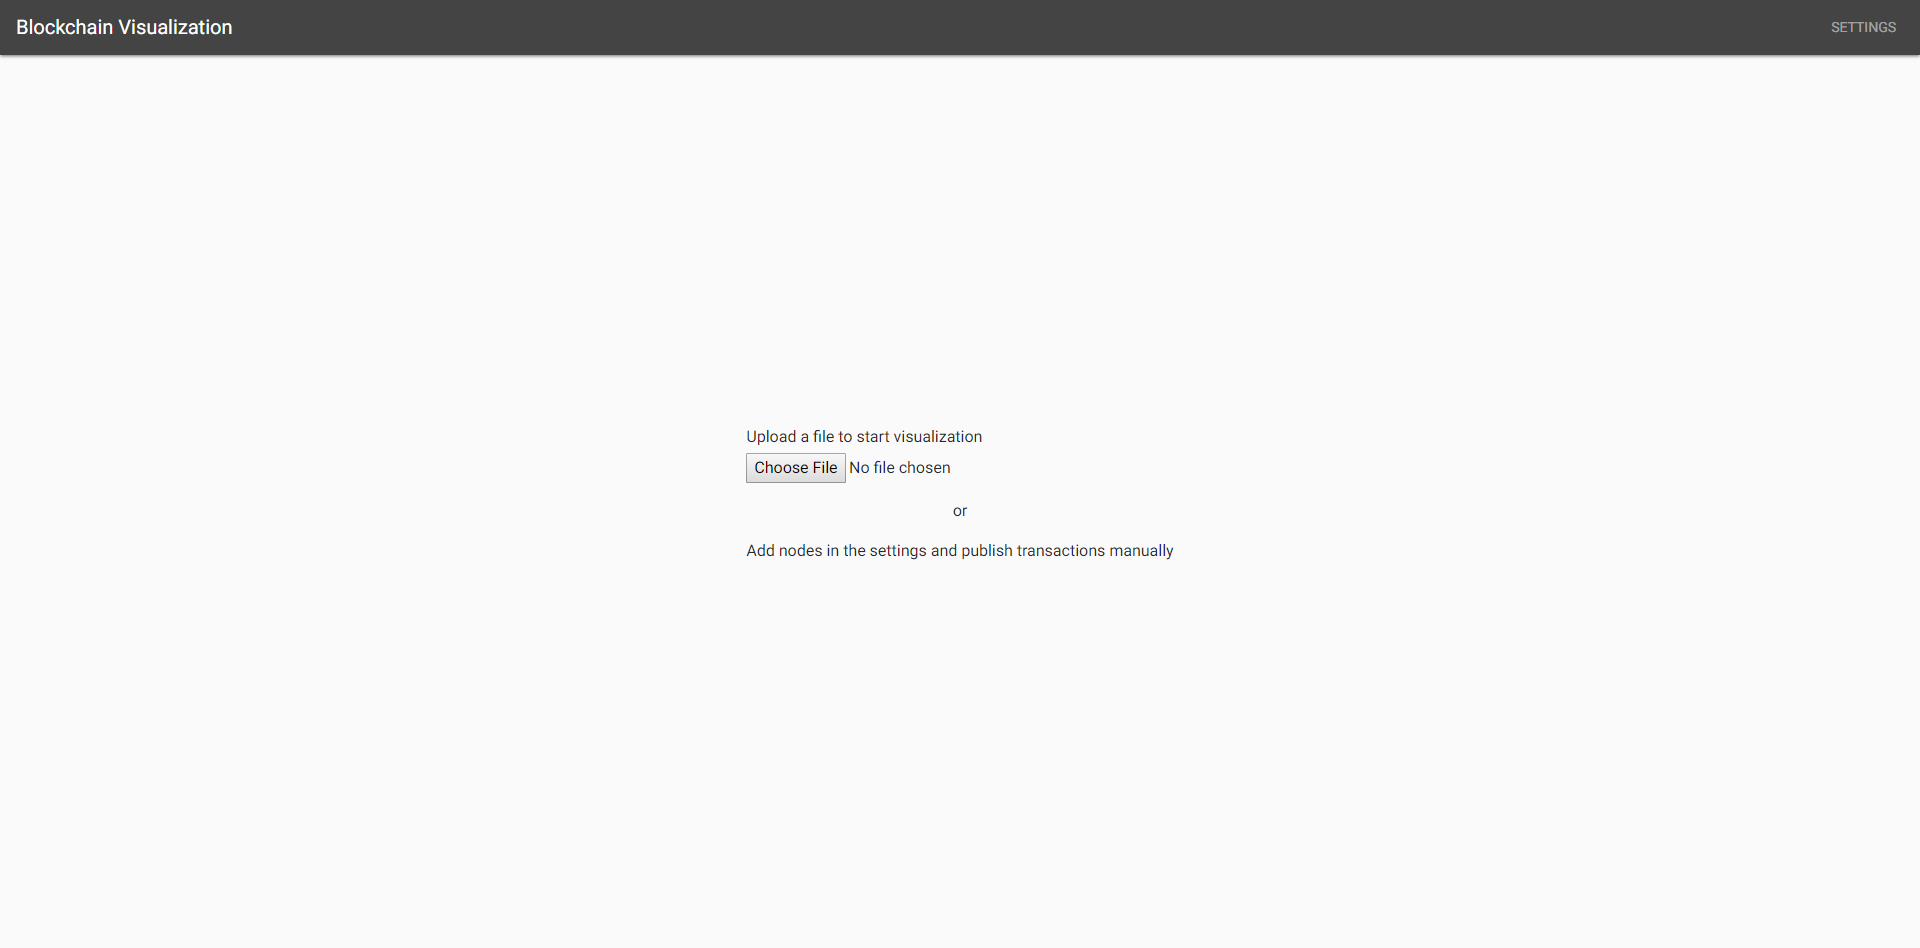 Blockchain Visualization
SETTINGS
Upload a file to start visualization
Choose File No file chosen
or
Add nodes in the settings and publish transactions manually